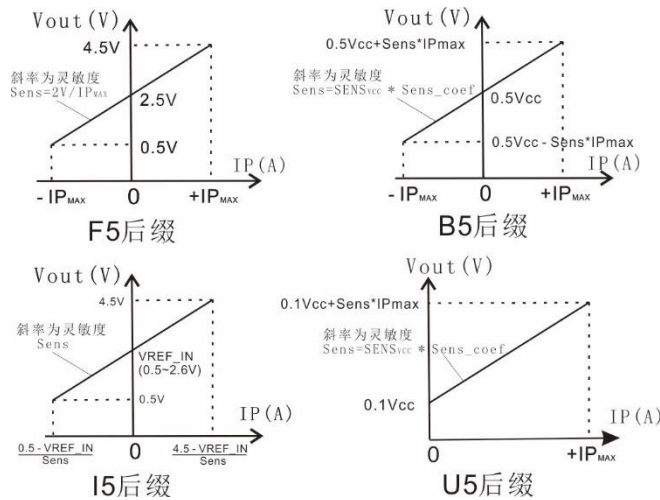 Vout(V)
4.5V
斜率为灵敏度
Sens=2V/IPMAX
2.5V
0.5V
IP(A)
- IPMAX
0
+IPMAX
F5后缀
Vout(V)
0.5Vcc+Sens*IPmax
斜率为灵敏度
Sens=SENSvcc * Sens_coef
0.5Vcc
0.5Vcc - Sens*IPmax
IP(A)
- IPMAX
0
+IPMAX
B5后缀
Vout(V)
4.5V
斜率为灵敏度
Sens
VREF_IN
(0.5~2.6V)
0.5V
IP(A)
0.5 - VREF_IN
Sens
0
4.5 - VREF_IN
Sens
I5后缀
Vout(V)
0.1Vcc+Sens*IPmax
斜率为灵敏度
Sens=SENSvcc * Sens_coef
0.1Vcc
IP(A)
0
+IPMAX
U5后缀